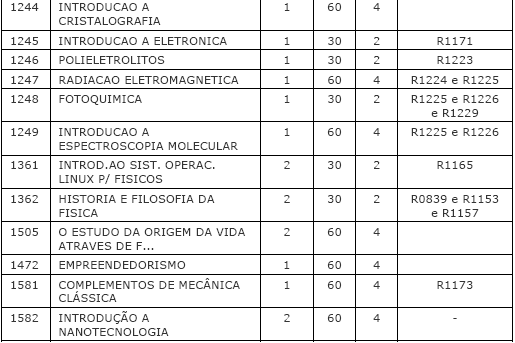 1244 INTRODUCAO A 1 60 4
CRISTALOGRAFIA
1245 INTRODUCAO A ELETRONICA 1 30 2 R1171
1246 POLIELETROLITOS 1 30 2 R1223
1247 RADIACAO ELETROMAGNETICA 1 60 4 R1224 e R1225
1248 FOTOQUIMICA 1 30 2 R1225 e R1226
e R1229
1249 INTRODUCAO A 1 60 4 R1225 e R1226
ESPECTROSCOPIA MOLECULAR
1361 INTROD.AO SIST. OPERAC. 2 30 2 R1165
LINUX P/ FISICOS
1362 HISTORIA E FILOSOFIA DA 2 30 2 R0839 e R1153
FISICA e R1157
1505 O ESTUDO DA ORIGEM DA VIDA 2 60 4
ATRAVES DE F...
1472 EMPREENDEDORISMO 1 60 4
1581 COMPLEMENTOS DE MECÂNICA 1 60 4 R1173
CLÁSSICA
1582 INTRODUÇÃO A 2 60 4 -
NANOTECNOLOGIA